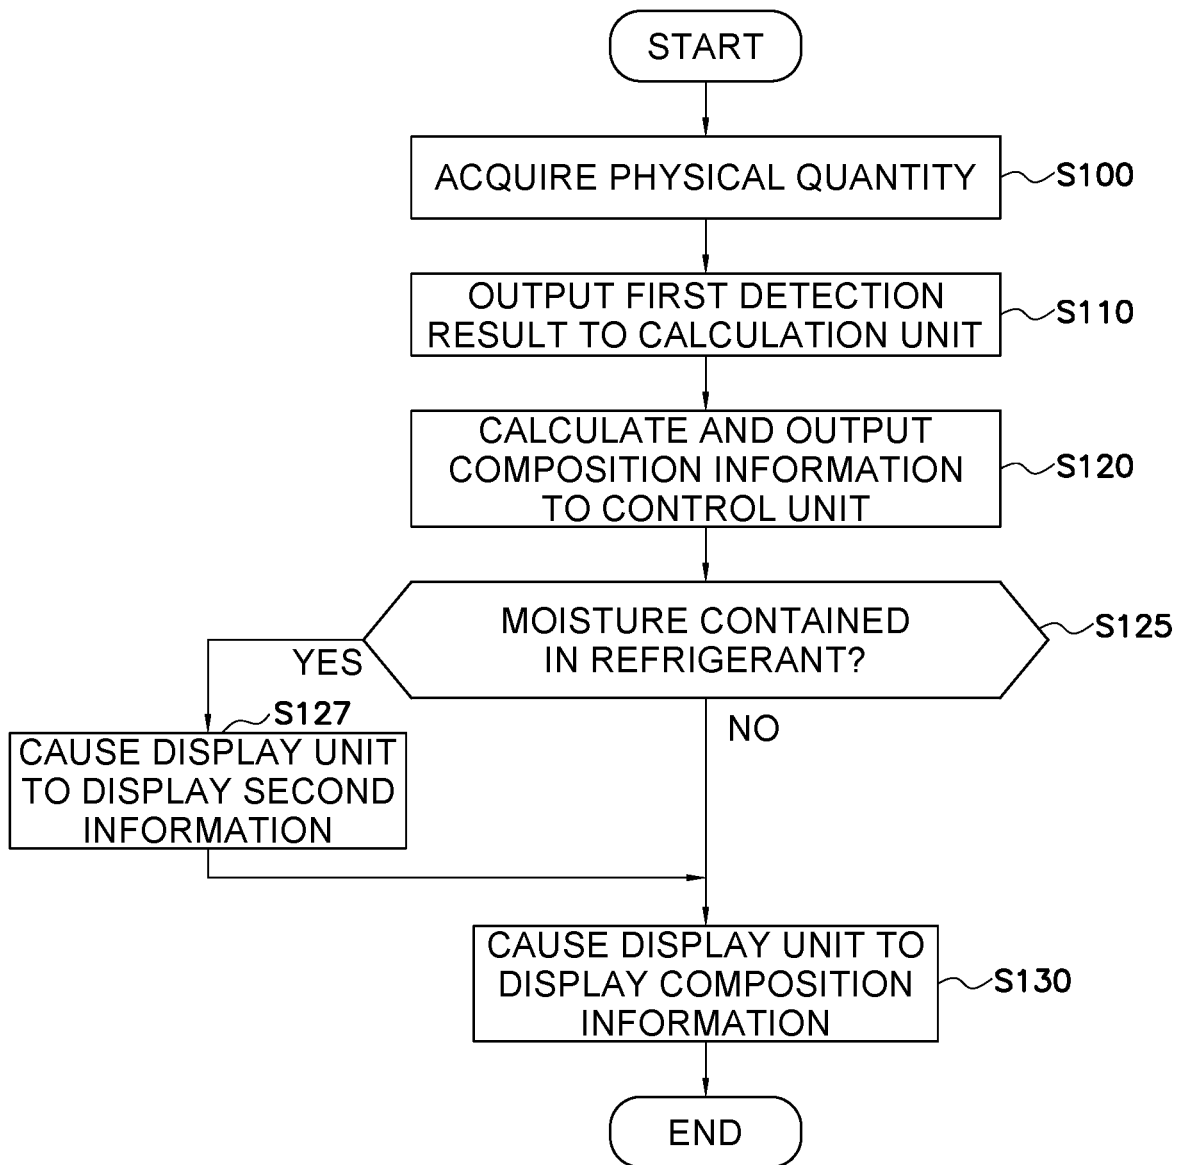 START
ACQUIRE PHYSICAL QUANTITY
S100
OUTPUT FIRST DETECTION
RESULT TO CALCULATION UNIT
S110
CALCULATE AND OUTPUT
COMPOSITION INFORMATION
TO CONTROL UNIT
S120
MOISTURE CONTAINED
IN REFRIGERANT?
S125
YES
NO
S127
CAUSE DISPLAY UNIT
TO DISPLAY SECOND
INFORMATION
CAUSE DISPLAY UNIT TO
DISPLAY COMPOSITION
INFORMATION
S130
END